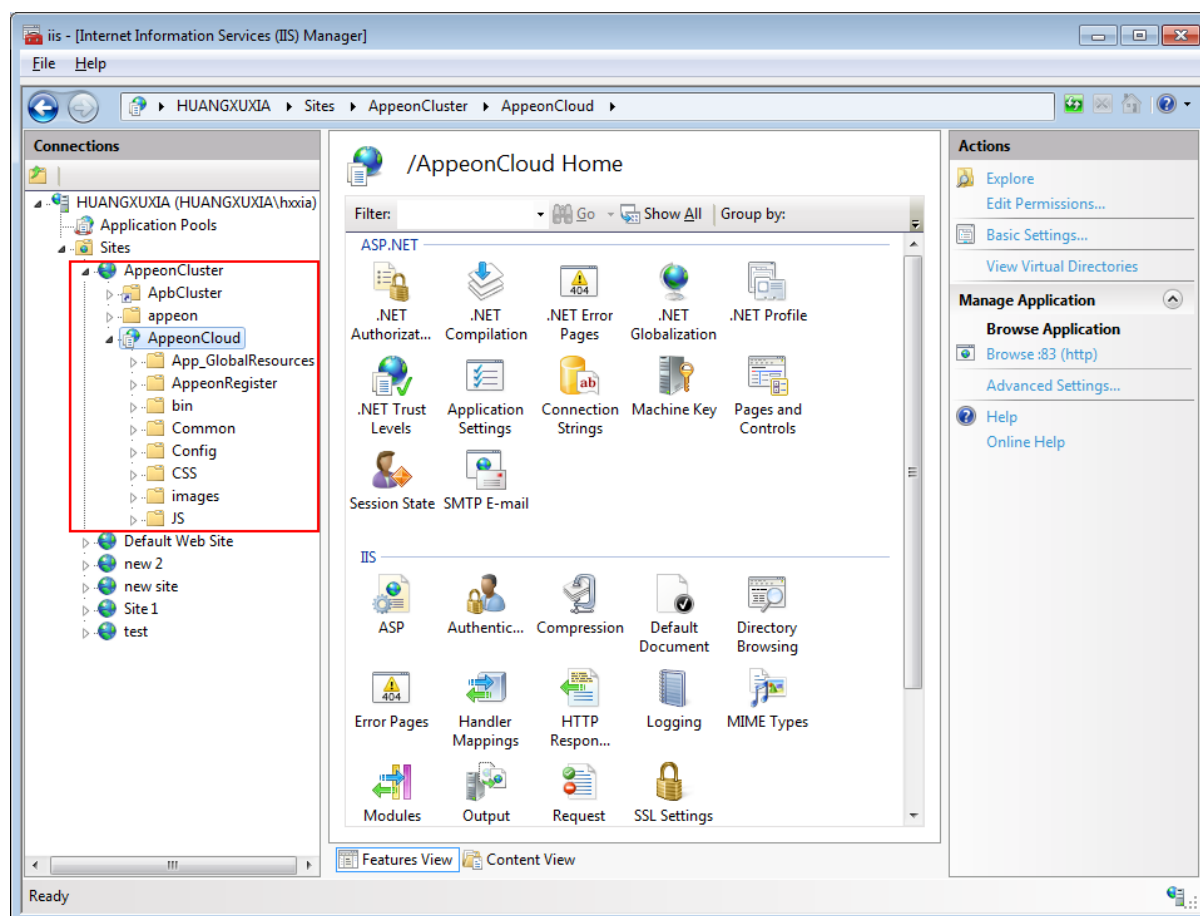 iis - [Internet Information Services (IIS) Manager]
File Help
HUANGXUXIA Sites AppeonCluster AppeonCloud
Connections
HUANGXUXIA (HUANGXUXIA\hxxia)
Application Pools
Sites
AppeonCluster
ApbCluster
appeon
AppeonCloud
App_GlobalResources
AppeonRegister
bin
Common
Config
CSS
images
JS
Default Web Site
new 2
new site
Site 1
test
/AppeonCloud Home
Filter: Go Show All Group by:
ASP.NET
.NET Authorizat...
.NET Compilation
404
.NET Error Pages
.NET Globalization
.NET Profile
.NET Trust Levels
Application Settings
ab
Connection Strings
Machine Key
Pages and Controls
Session State
SMTP E-mail
IIS
ASP
Authentic...
Compression
Default Document
Directory Browsing
404
Error Pages
Handler Mappings
HTTP Respon...
Logging
MIME Types
Modules
Output
Request
SSL Settings
Features View Content View
Actions
Explore
Edit Permissions...
Basic Settings...
View Virtual Directories
Manage Application
Browse Application
Browse :83 (http)
Advanced Settings...
Help
Online Help
Ready